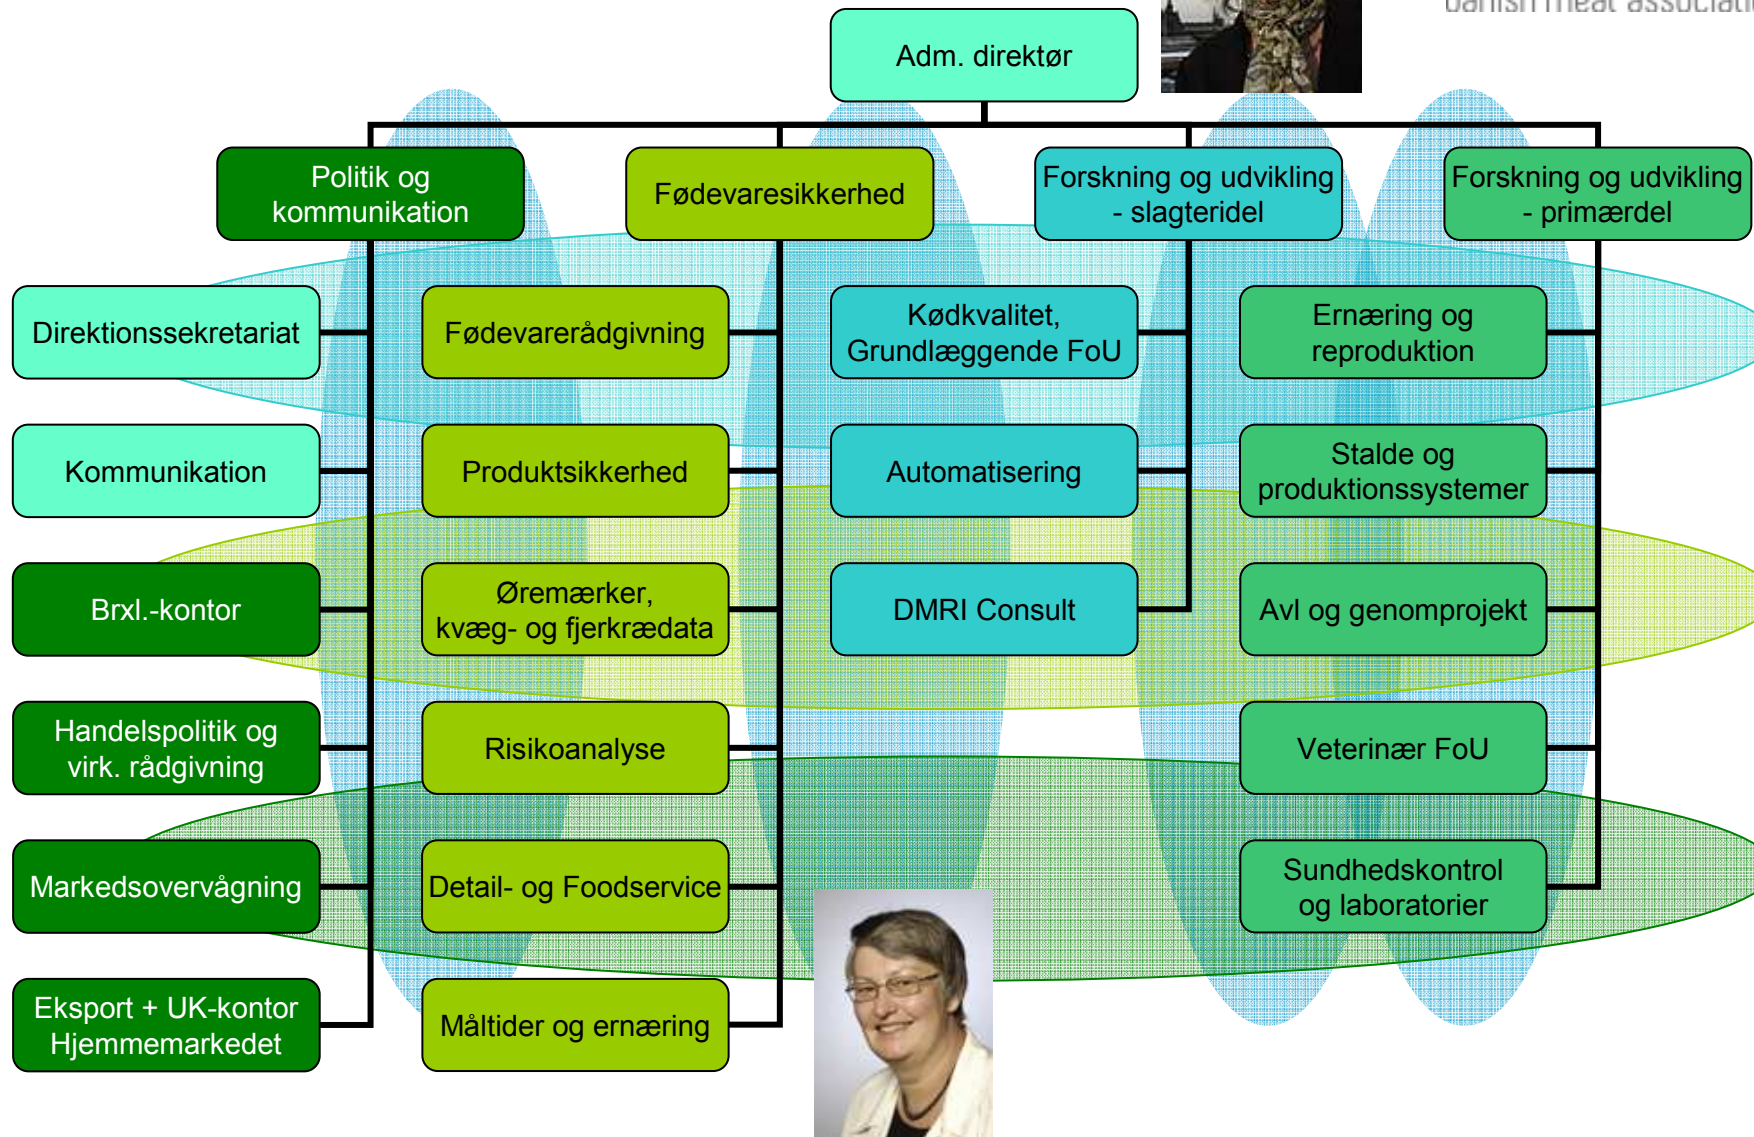 danish meat associatio
Adm. direktør
Politik og
kommunikation
Fødevaresikkerhed
Forskning og udvikling
- slagteridel
Forskning og udvikling
- primærdel
Direktionssekretariat
Fødevarerådgivning
Kødkvalitet,
Grundlæggende FoU
Ernæring og
reproduktion
Kommunikation
Produktsikkerhed
Automatisering
Stalde og
produktionssystemer
Brxl.-kontor
Øremærker,
kvæg- og fjerkrædata
DMRI Consult
Avl og genomprojekt
Handelspolitik og
virk. rådgivning
Risikoanalyse
Veterinær FoU
Markedsovervågning
Detail- og Foodservice
Sundhedskontrol
og laboratorier
Eksport + UK-kontor
Hjemmemarkedet
Måltider og ernæring